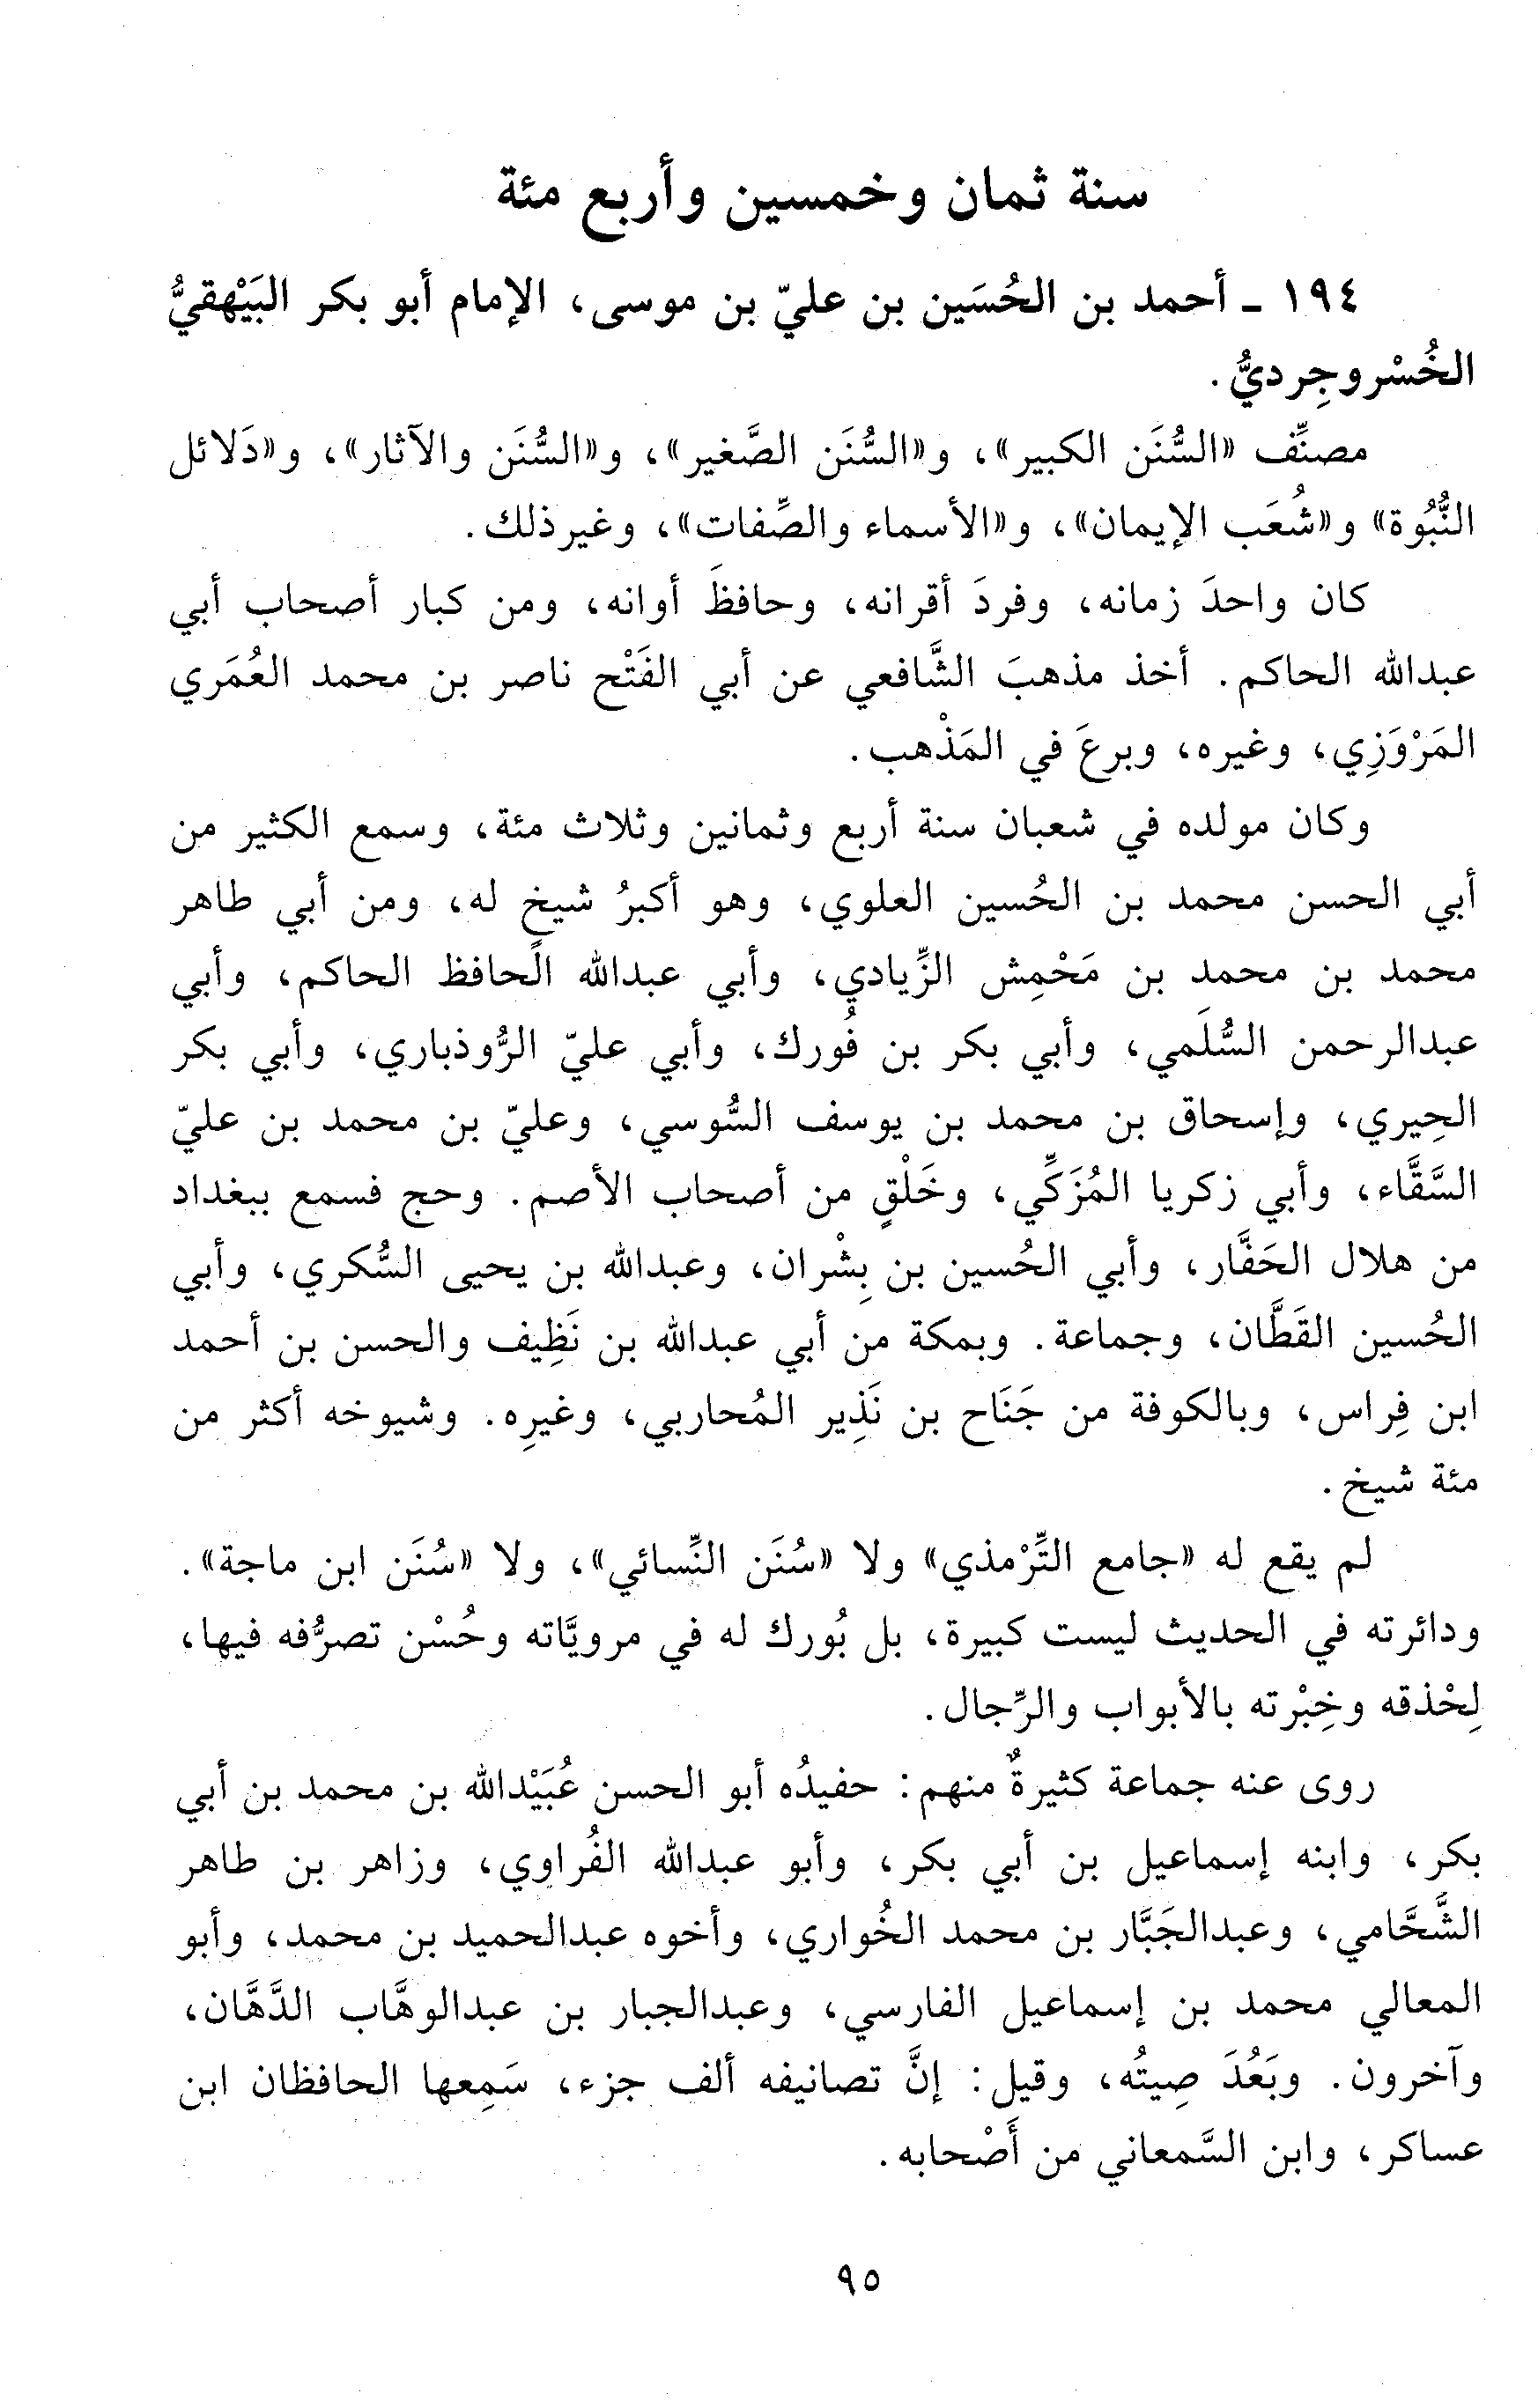 سنة ثمان وخمسين وأربع مئة
١٩٤ ـ أحمد بن الحُسَين بن عليّ بن موسى، الإمام أبو بكر البَيْهقيُّ
الخُسْروجِرديُّ.
مصنِّف «السُّنَن الكبير»، و«السُّنَن الصَّغير»، و«السُّنَن والآثار»، و«دَلائل
النُّبُوة» و«شُعَب الإيمان»، و«الأسماء والصِّفات»، وغيرذلك.
كان واحدَ زمانه، وفردَ أقرانه، وحافظَ أوانه، ومن كبار أصحاب أبي
عبدالله الحاكم. أخذ مذهبَ الشَّافعي عن أبي الفَتْح ناصر بن محمد العُمَري
المَرْوَزِي، وغيره، وبرعَ في المَذْهب.
وكان مولده في شعبان سنة أربع وثمانين وثلاث مئة، وسمع الكثير من
أبي الحسن محمد بن الحُسين العلوي، وهو أكبرُ شيخٍ له، ومن أبي طاهر
محمد بن محمد بن مَحْمِش الزِّيادي، وأبي عبدالله الحافظ الحاكم، وأبي
عبدالرحمن السُّلَمي، وأبي بكر بن فُورك، وأبي عليّ الرُّوذباري، وأبي بكر
الحِيري، وإسحاق بن محمد بن يوسف السُّوسي، وعليّ بن محمد بن عليّ
السَّقَّاء، وأبي زكريا المُزَكِّي، وخَلْقٍ من أصحاب الأصم. وحج فسمع ببغداد
من هلال الحَفَّار، وأبي الحُسين بن بِشْران، وعبدالله بن يحيى السُّكري، وأبي
الحُسين القَطَّان، وجماعة. وبمكة من أبي عبدالله بن نَظِيف والحسن بن أحمد
ابن فِراس، وبالكوفة من جَنَاح بن نَذِير المُحاربي، وغيرِه. وشيوخه أكثر من
مئة شيخ.
لم يقع له «جامع التِّرْمذي» ولا «سُنَن النِّسائي»، ولا «سُنَن ابن ماجة».
ودائرته في الحديث ليست كبيرة، بل بُورك له في مرويَّاته وحُسْن تصرُّفه فيها،
لِحْذقه وخِبْرته بالأبواب والرِّجال.
روى عنه جماعة كثيرةٌ منهم: حفيدُه أبو الحسن عُبَيْدالله بن محمد بن أبي
بكر، وابنه إسماعيل بن أبي بكر، وأبو عبدالله الفُراوي، وزاهر بن طاهر
الشَّحَّامي، وعبدالجَبَّار بن محمد الخُواري، وأخوه عبدالحميد بن محمد، وأبو
المعالي محمد بن إسماعيل الفارسي، وعبدالجبار بن عبدالوهَّاب الدَّهَّان،
وآخرون. وبَعُدَ صِيتُه، وقيل: إنَّ تصانيفه ألف جزء، سَمِعها الحافظان ابن
عساكر، وابن السَّمعاني من أَصْحابه.
٩٥